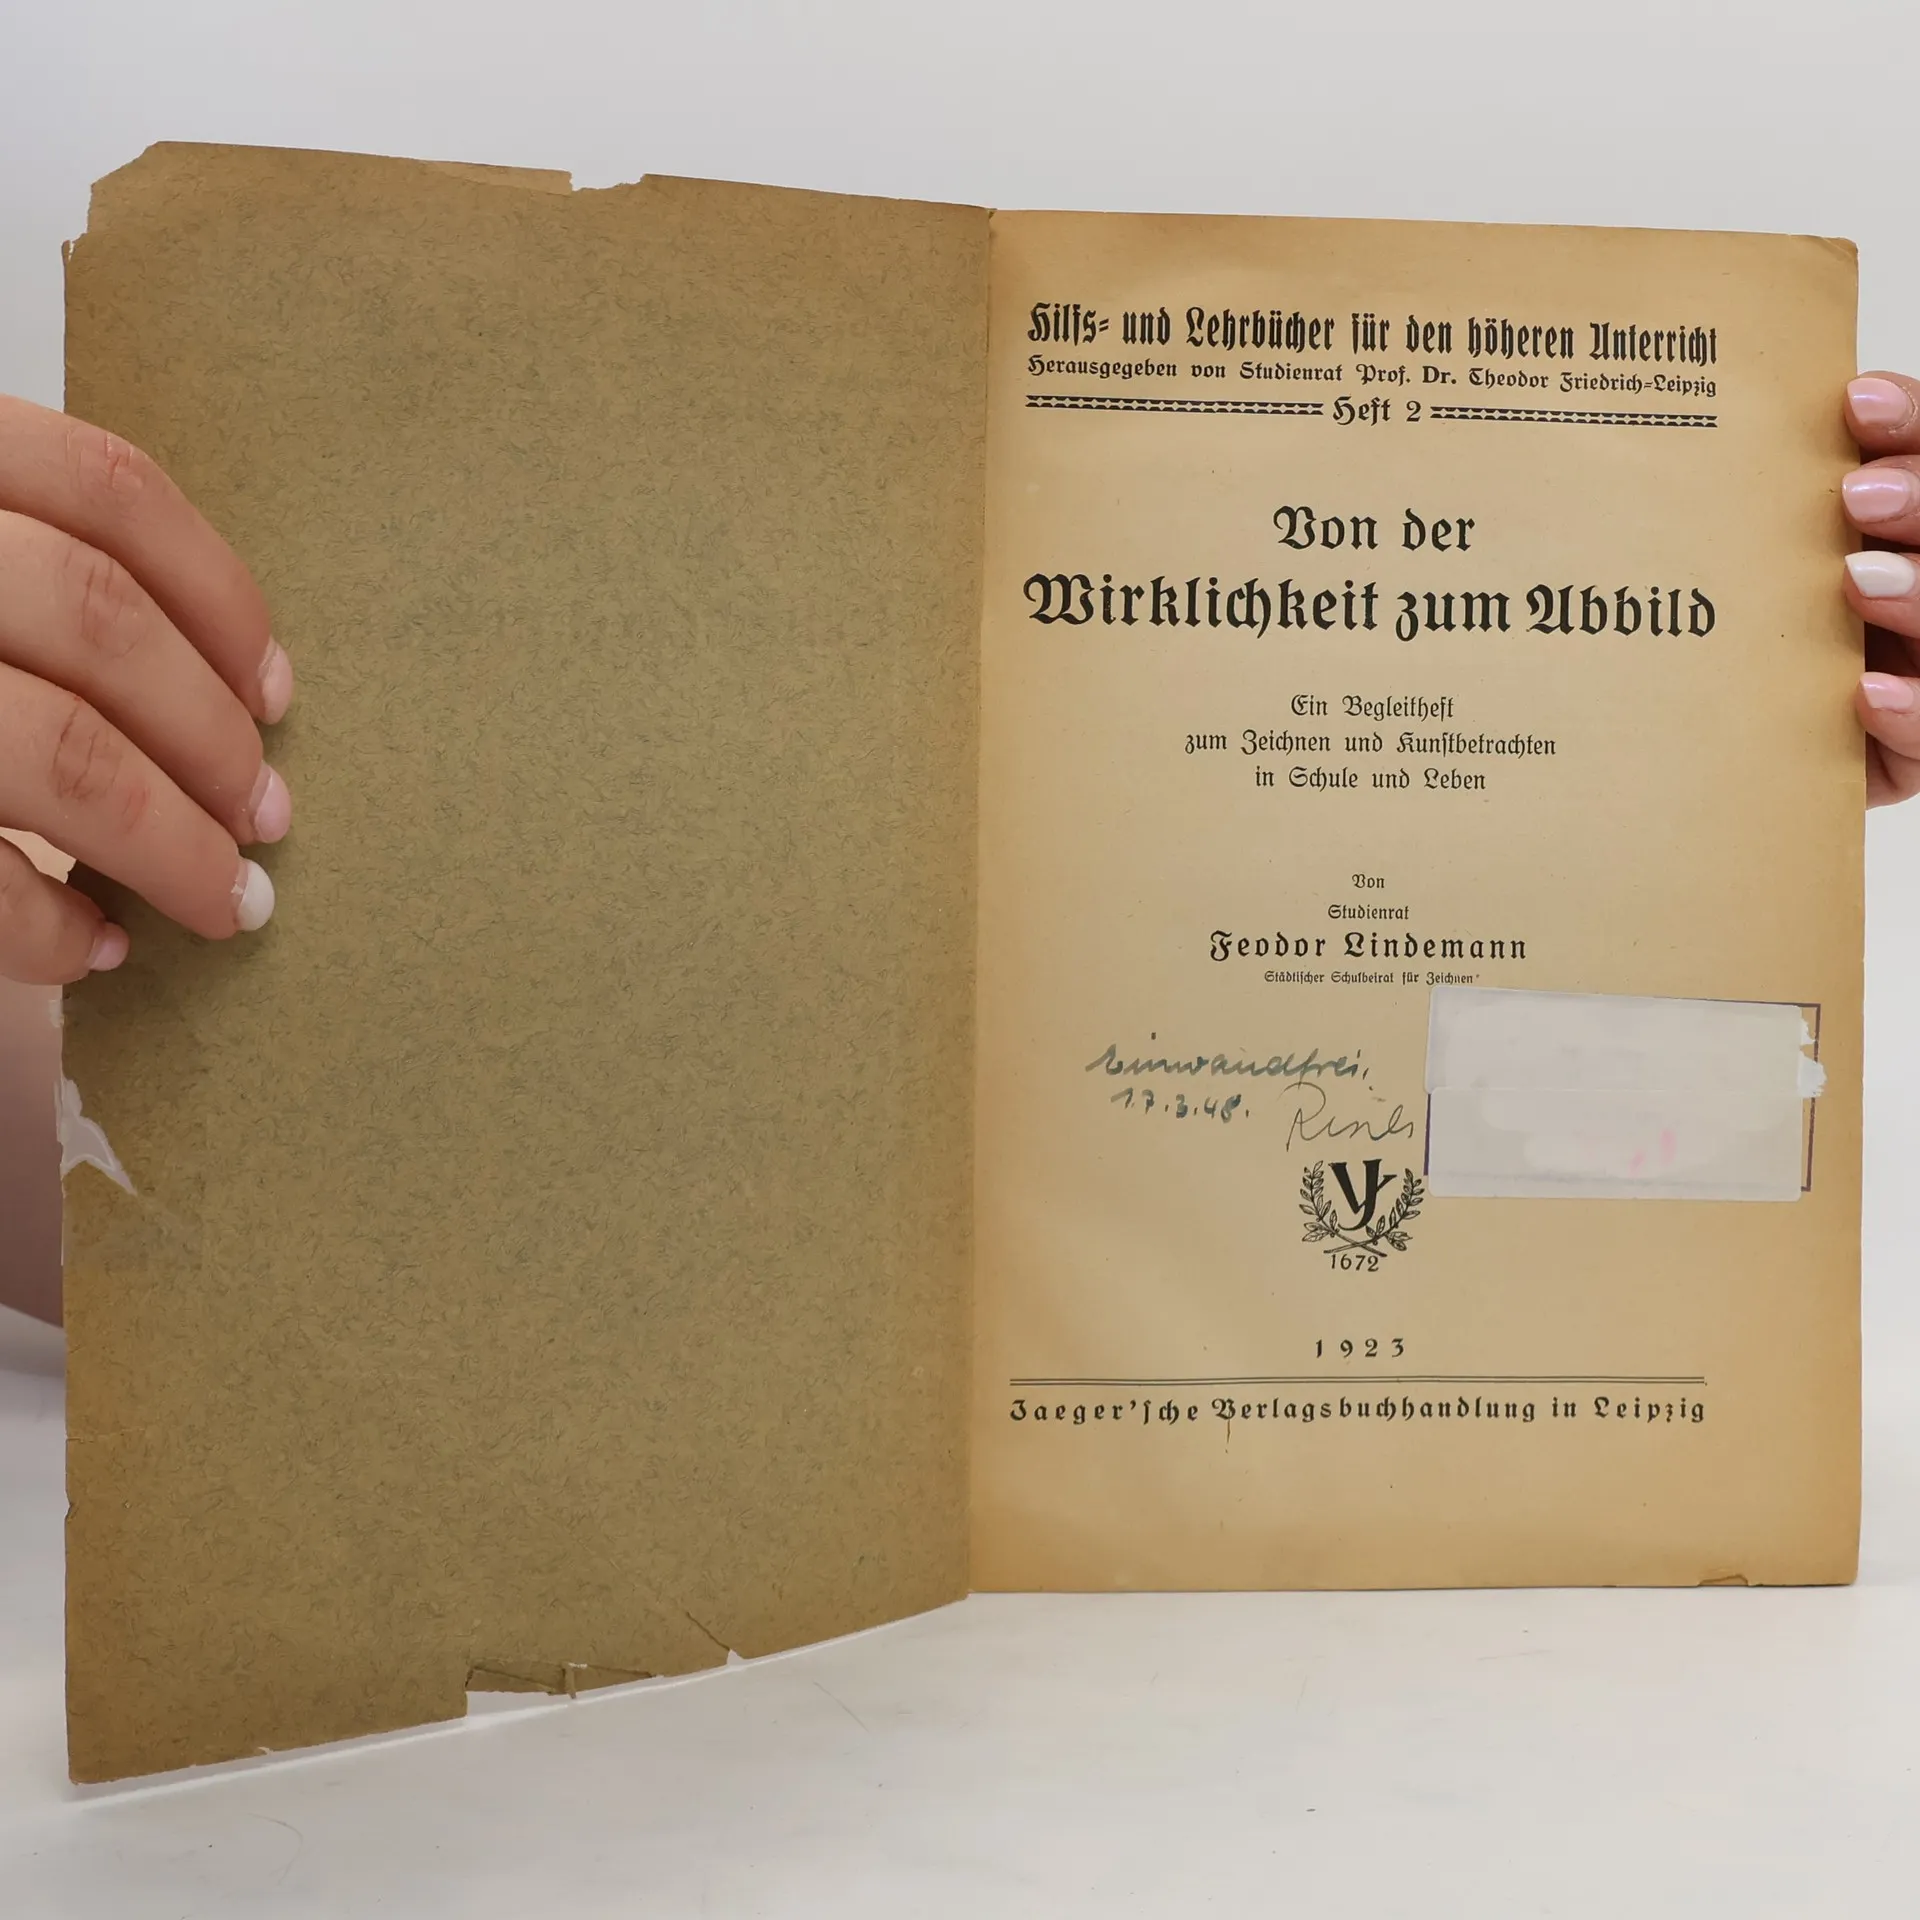 Hilfs- und Lehrbücher für den höheren Unterricht
Herausgegeben von Studienrat Prof. Dr. Theodor Friedrich-Leipzig
Heft 2
Von der
Wirklichkeit zum Abbild
Ein Begleitheft
zum Zeichnen und Kunstbetrachten
in Schule und Leben
Von
Studienrat
Feodor Lindemann
Städtischer Schulbeirat für Zeichnen
Einwandfrei.
17.3.48.
VJ
1672
1923
Jaeger'sche Verlagsbuchhandlung in Leipzig